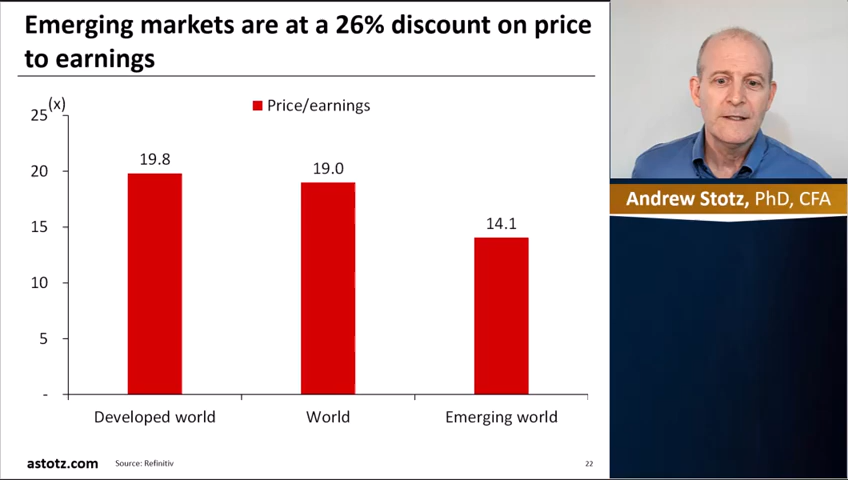 Emerging markets are at a 26% discount on price
to earnings
(x)
Price/earnings
25
20
15
10
5
-
19.8
19.0
14.1
Developed world
World
Emerging world
astotz.com
Source: Refinitiv
22
Andrew Stotz, PhD, CFA